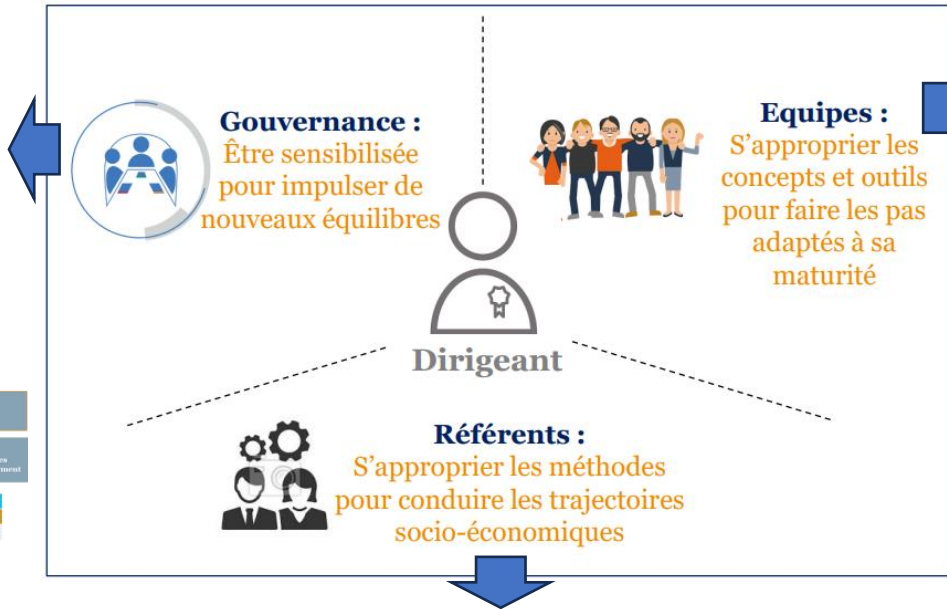 Gouvernance :
Être sensibilisée
pour impulser de
nouveaux équilibres
Equipes :
S’approprier les
concepts et outils
pour faire les pas
adaptés à sa
maturité
Dirigeant
Référents :
S’approprier les méthodes
pour conduire les trajectoires
socio-économiques